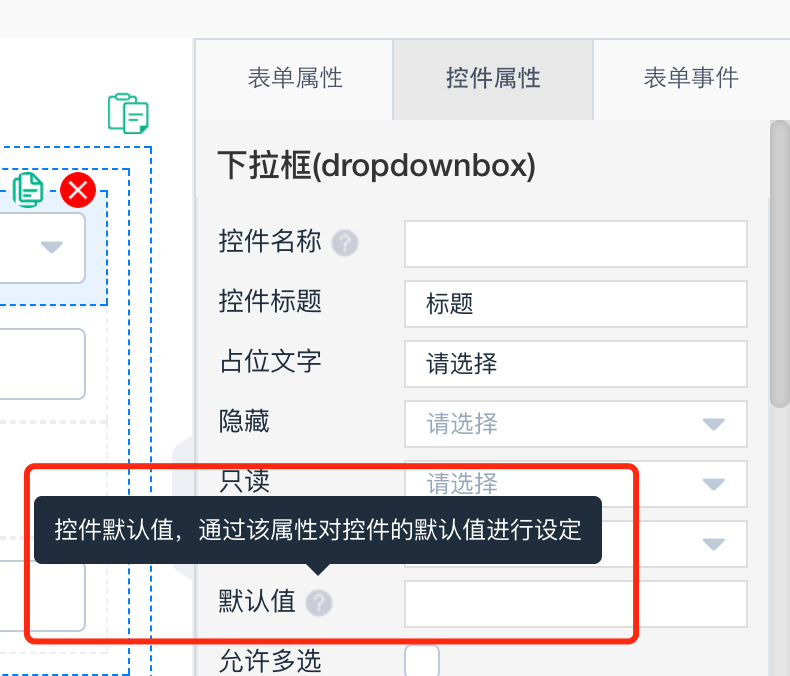 表单属性
控件属性
表单事件
下拉框(dropdownbox)
控件名称 ?
控件标题 标题
占位文字 请选择
隐藏 请选择
只读 请选择
控件默认值，通过该属性对控件的默认值进行设定
默认值 ?
允许多选